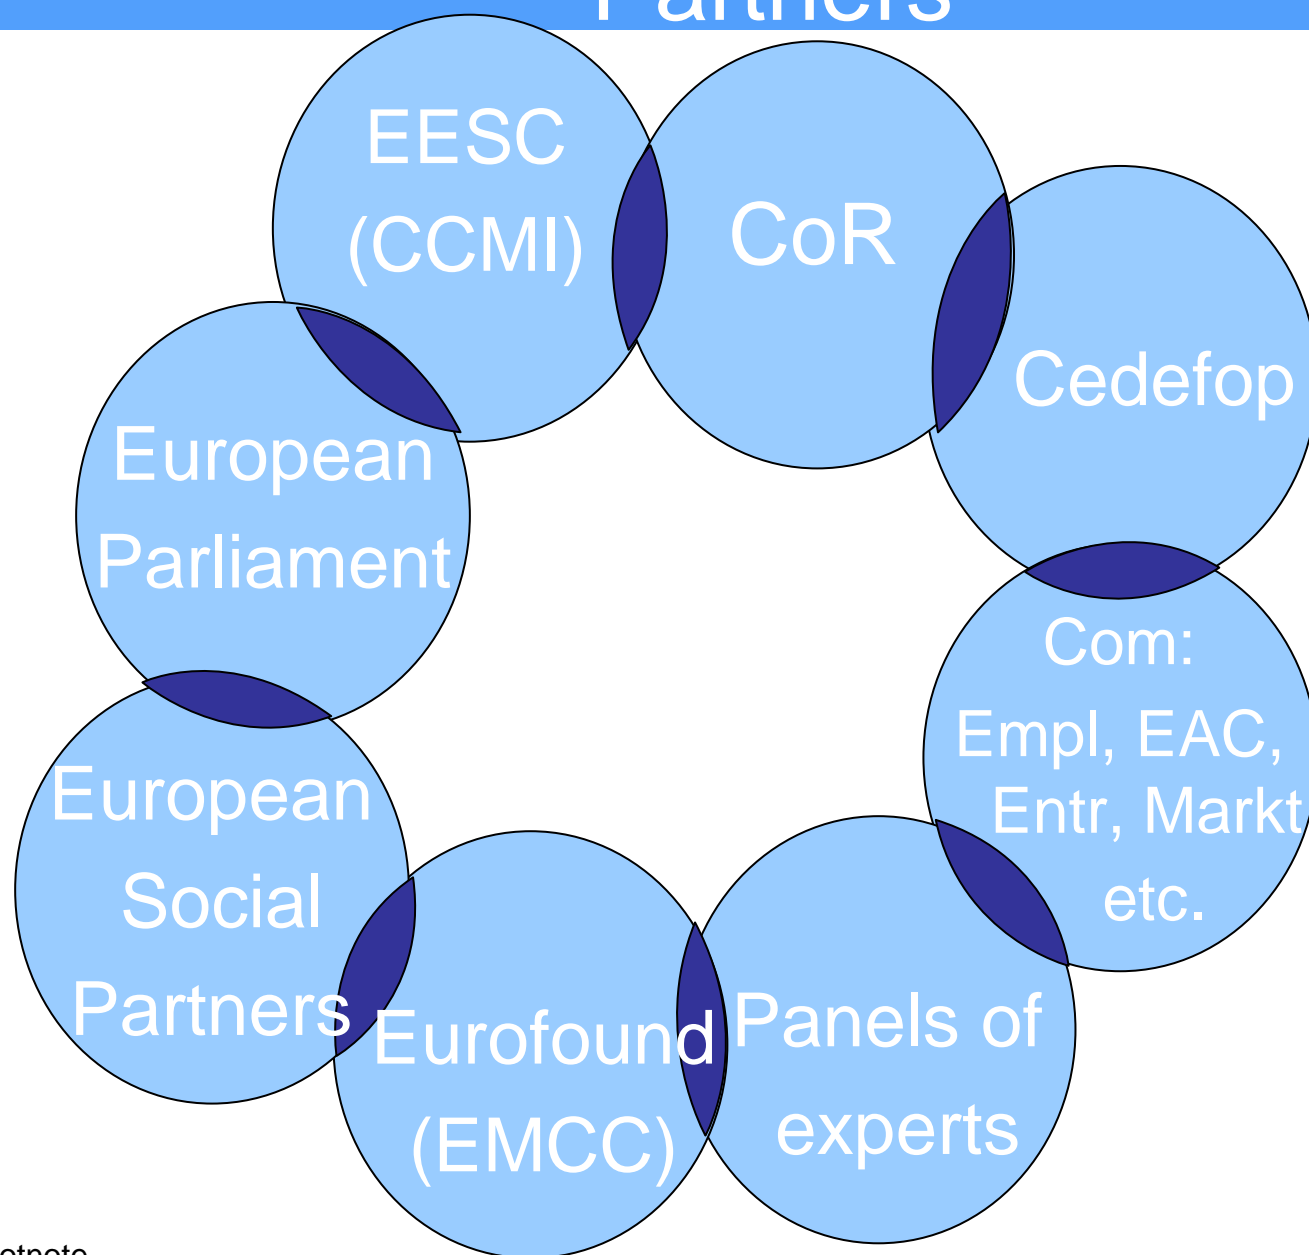 Partners
EESC
(CCMI)
CoR
Cedefop
European
Parliament
Com:
Empl, EAC,
Entr, Markt
etc.
European
Social
Partners
Eurofound
(EMCC)
Panels of
experts